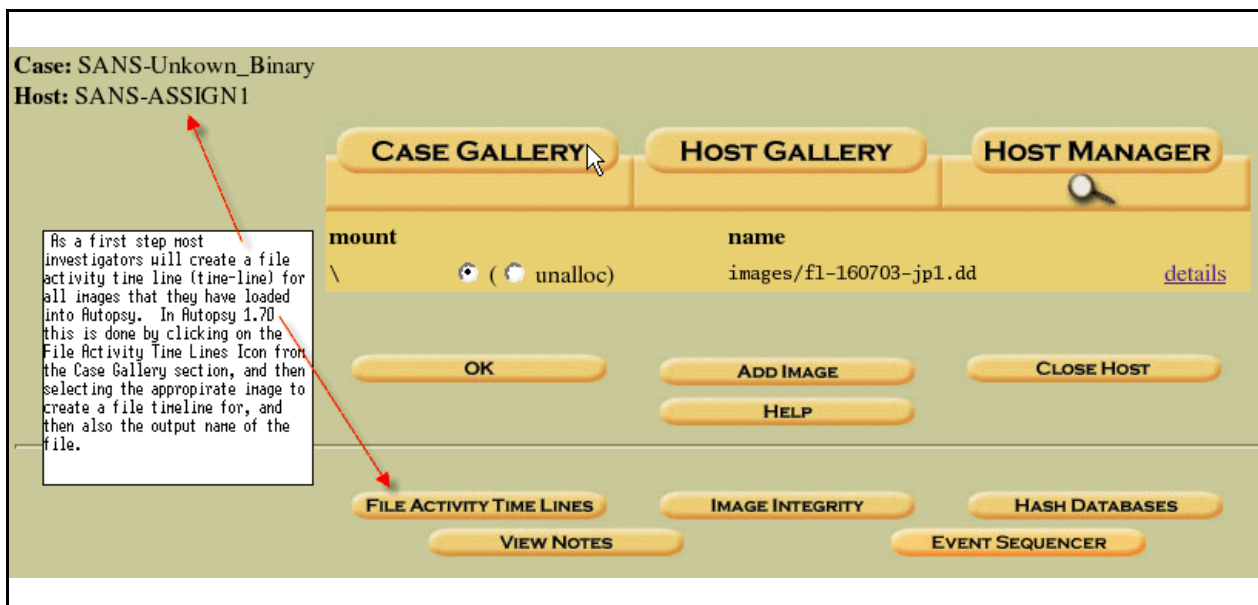 Case: SANS-Unkown_Binary
Host: SANS-ASSIGN1
CASE GALLERY HOST GALLERY HOST MANAGER
As a first step most
investigators will create a file
activity time line (time-line) for
all images that they have loaded
into Autopsy. In Autopsy 1.70
this is done by clicking on the
File Activity Time Lines Icon from
the Case Gallery section, and then
selecting the appropirate image to
create a file timeline for, and
then also the output name of the
file.
mount name
\ ( unalloc) images/fl-160703-jp1.dd details
OK ADD IMAGE CLOSE HOST
HELP
FILE ACTIVITY TIME LINES IMAGE INTEGRITY HASH DATABASES
VIEW NOTES EVENT SEQUENCER